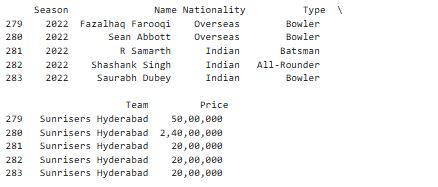 Season Name Nationality Type \
279 2022 Fazalhaq Farooqi Overseas Bowler
280 2022 Sean Abbott Overseas Bowler
281 2022 R Samarth Indian Batsman
282 2022 Shashank Singh Indian All-Rounder
283 2022 Saurabh Dubey Indian Bowler
Team Price
279 Sunrisers Hyderabad 50,00,000
280 Sunrisers Hyderabad 2,40,00,000
281 Sunrisers Hyderabad 20,00,000
282 Sunrisers Hyderabad 20,00,000
283 Sunrisers Hyderabad 20,00,000